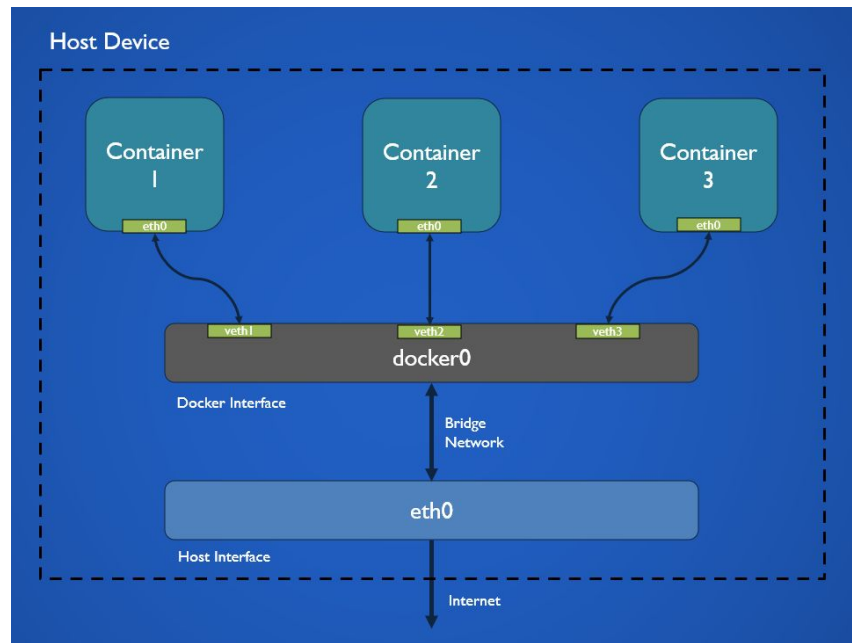 Host Device
Container
1
Container
2
Container
3
eth0
eth0
eth0
veth1
veth2
veth3
docker0
Docker Interface
Bridge
Network
eth0
Host Interface
Internet